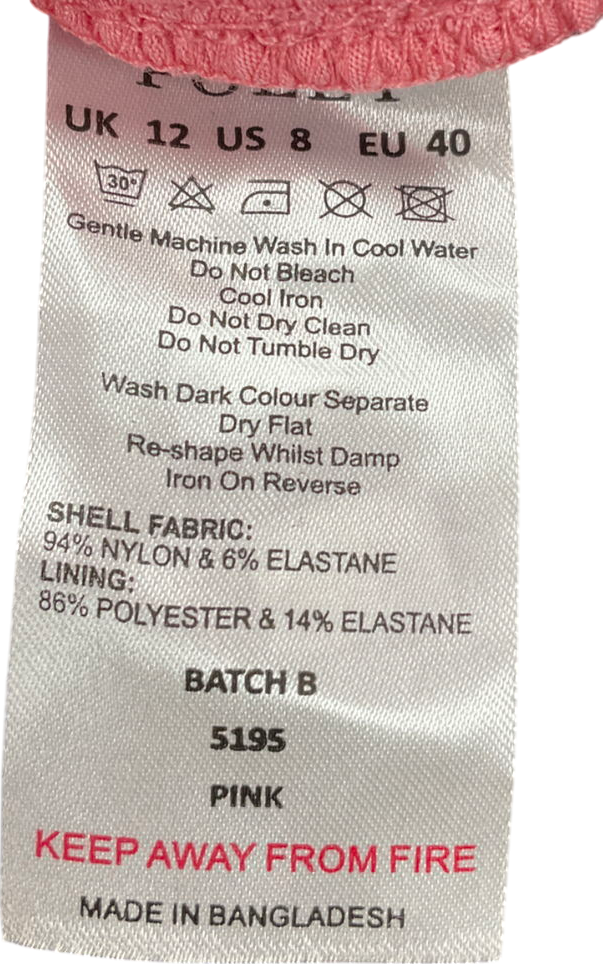 UK 12 US 8 EU 40
30°
Gentle Machine Wash In Cool Water
Do Not Bleach
Cool Iron
Do Not Dry Clean
Do Not Tumble Dry
Wash Dark Colour Separate
Dry Flat
Re-shape Whilst Damp
Iron On Reverse
SHELL FABRIC:
94% NYLON & 6% ELASTANE
LINING:
86% POLYESTER & 14% ELASTANE
BATCH B
5195
PINK
KEEP AWAY FROM FIRE
MADE IN BANGLADESH